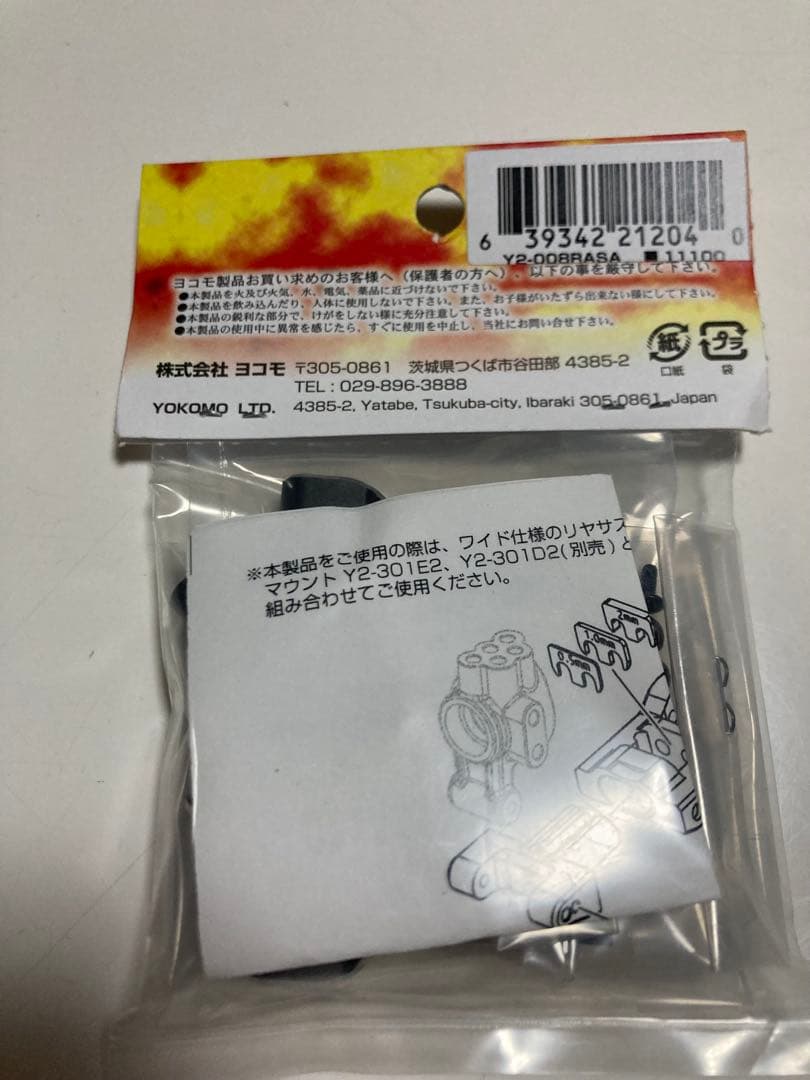 6 39342 21204 0
Y2-008RASA ■11100
ヨコモ製品お買い求めのお客様へ（保護者の方へ）、以下の事を厳守して下さい。
●本製品を火及び火気、水、電気、薬品に近づけないで下さい。
●本製品を飲み込んだり、人体に使用しないで下さい。また、お子様がいたずら出来ない様にして下さい。
●本製品の鋭利な部分で、けがをしない様に充分注意して下さい。
●本製品の使用中に異常を感じたら、すぐに使用を中止し、当社にお問い合せ下さい。
紙 プラ
口紙 袋
株式会社 ヨコモ 〒305-0861 茨城県つくば市谷田部 4385-2
TEL : 029-896-3888
YOKOMO LTD. 4385-2, Yatabe, Tsukuba-city, Ibaraki 305-0861, Japan
※本製品をご使用の際は、ワイド仕様のリヤサス
マウント Y2-301E2、Y2-301D2(別売)と
組み合わせてご使用ください。
2mm
1.0mm
0.5mm